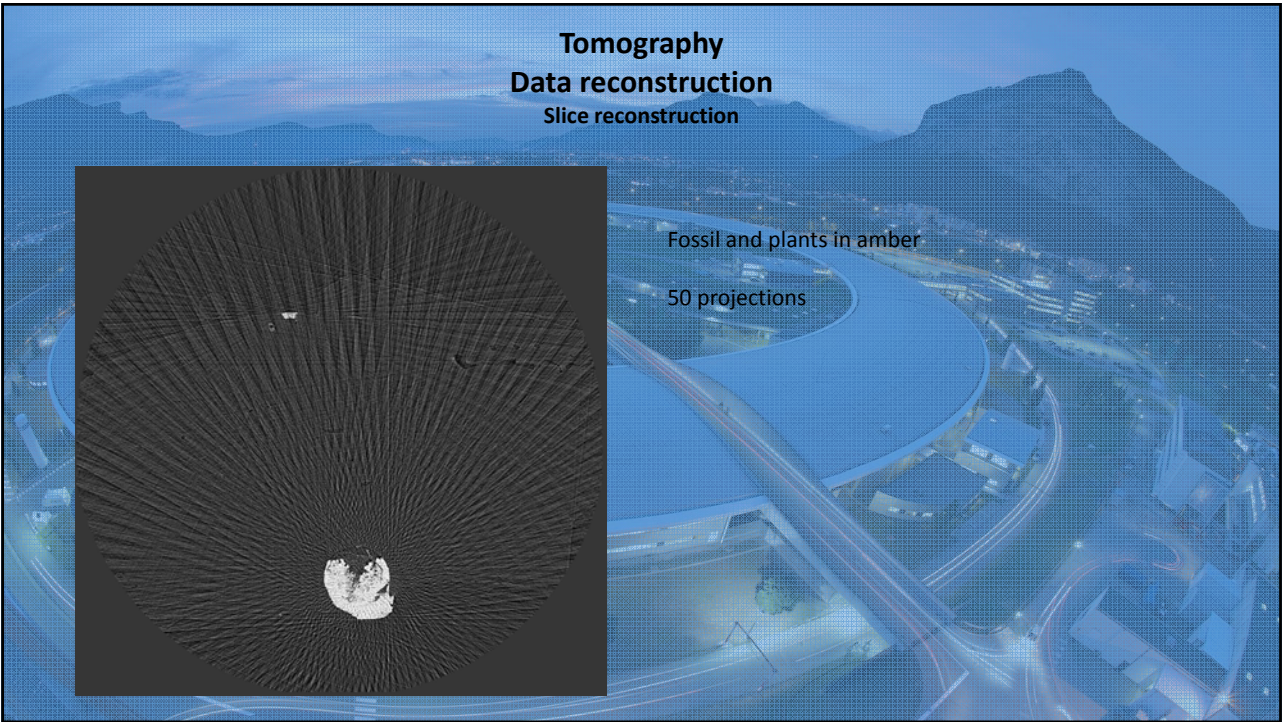 Tomography
Data reconstruction
Slice reconstruction
Fossil and plants in amber
50 projections